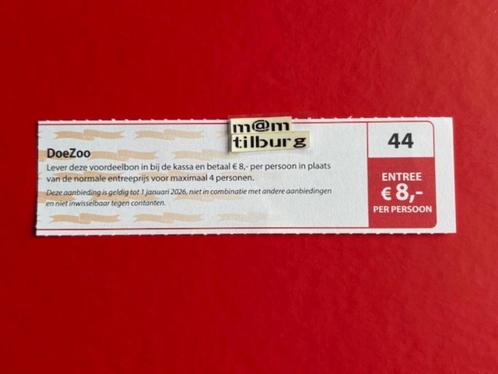 m@m
tilburg
DoeZoo
Lever deze voordeelbon in bij de kassa en betaal € 8,- per persoon in plaats
van de normale entreeprijs voor maximaal 4 personen.
Deze aanbieding is geldig tot 1 januari 2026, niet in combinatie met andere aanbiedingen
en niet inwisselbaar tegen contanten.
44
ENTREE
€ 8,-
PER PERSOON